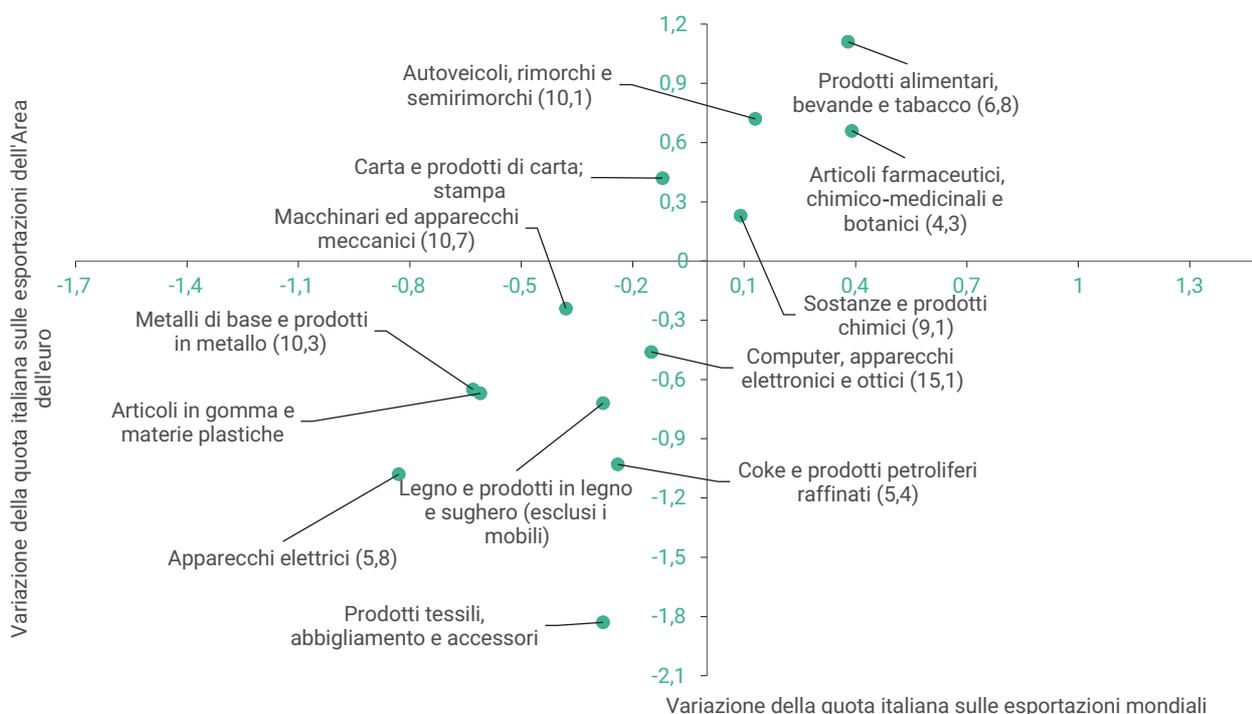 1,2
Autoveicoli, rimorchi e
semirimorchi (10,1)
0,9
Prodotti alimentari,
bevande e tabacco (6,8)
0,6
Carta e prodotti di carta;
stampa
Articoli farmaceutici,
chimico-medicinali e
botanici (4,3)
0,3
Macchinari ed apparecchi
meccanici (10,7)
0
-1,7
-1,4
-1,1
-0,8
-0,5
-0,2
0,1
0,4
0,7
1
1,3
Sostanze e prodotti
chimici (9,1)
-0,3
Metalli di base e prodotti
in metallo (10,3)
Computer, apparecchi
elettronici e ottici (15,1)
-0,6
Articoli in gomma e
materie plastiche
-0,9
Coke e prodotti petroliferi
raffinati (5,4)
Legno e prodotti in legno
e sughero (esclusi i
mobili)
-1,2
Apparecchi elettrici (5,8)
-1,5
Prodotti tessili,
abbigliamento e accessori
-1,8
-2,1
Variazione della quota italiana sulle esportazioni dell'Area
dell'euro
Variazione della quota italiana sulle esportazioni mondiali